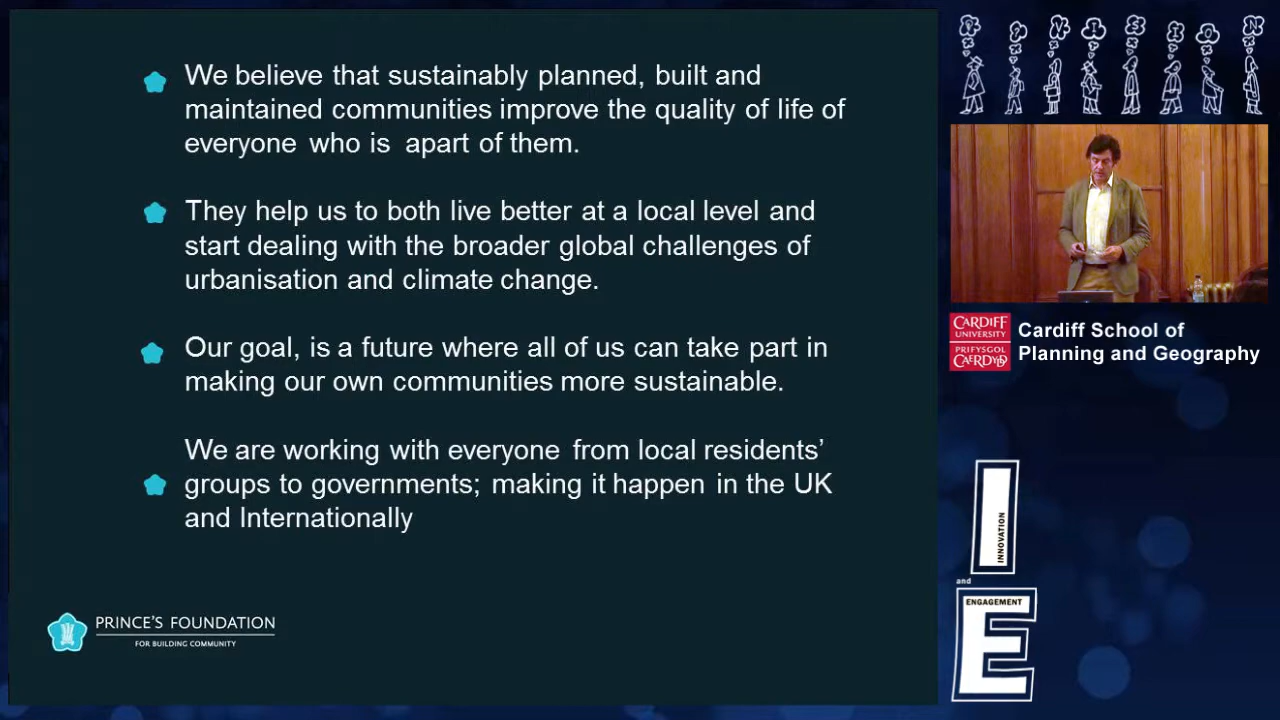 We believe that sustainably planned, built and
maintained communities improve the quality of life of
everyone who is apart of them.
They help us to both live better at a local level and
start dealing with the broader global challenges of
urbanisation and climate change.
Our goal, is a future where all of us can take part in
making our own communities more sustainable.
We are working with everyone from local residents’
groups to governments; making it happen in the UK
and Internationally
PRINCE'S FOUNDATION
FOR BUILDING COMMUNITY
VISION
CARDIFF
UNIVERSITY
PRIFYSGOL
CAERDYDD
Cardiff School of
Planning and Geography
I
INNOVATION
and
ENGAGEMENT
E